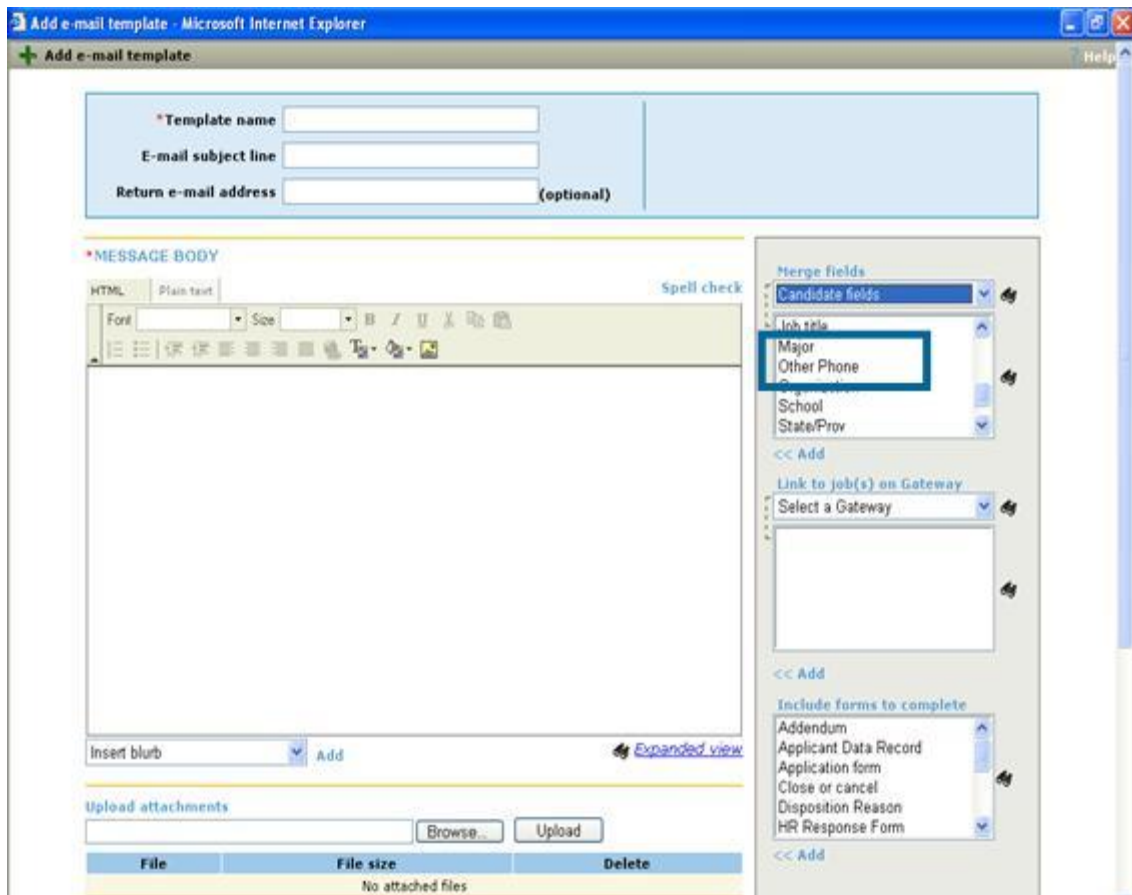 Add e-mail template - Microsoft Internet Explorer
Add e-mail template
? Help
*Template name
E-mail subject line
Return e-mail address (optional)
*MESSAGE BODY
HTML Plain text Spell check
Font Size B I U
Insert blurb Add Expanded view
Upload attachments
Browse... Upload
File File size Delete
No attached files
Merge fields
Candidate fields
Job title
Major
Other Phone
Organization
School
State/Prov
<< Add
Link to job(s) on Gateway
Select a Gateway
<< Add
Include forms to complete
Addendum
Applicant Data Record
Application form
Close or cancel
Disposition Reason
HR Response Form
<< Add